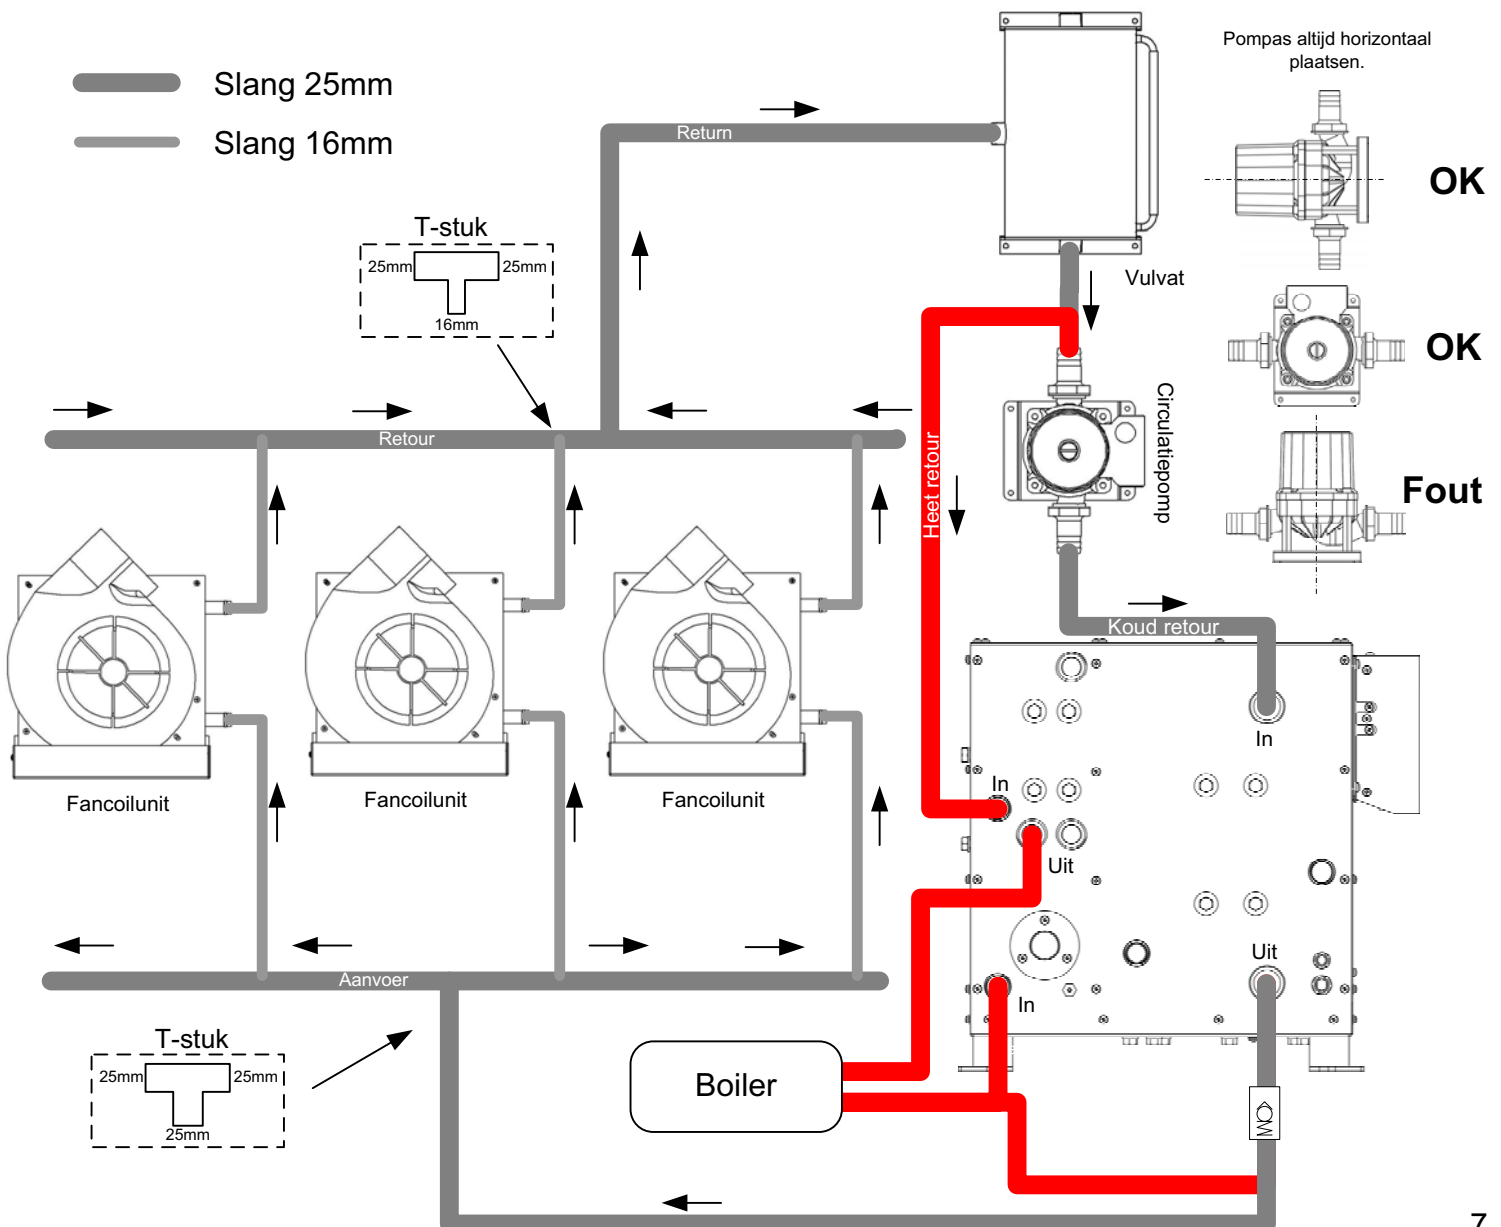 Pompas altijd horizontaal
plaatsen.
Slang 25mm
Slang 16mm
Return
OK
T-stuk
25mm
25mm
16mm
Vulvat
OK
Circulatiepomp
Retour
Heet retour
Fout
Koud retour
In
In
Fancoilunit
Fancoilunit
Fancoilunit
Uit
Uit
Aanvoer
In
T-stuk
25mm
25mm
25mm
Boiler
7